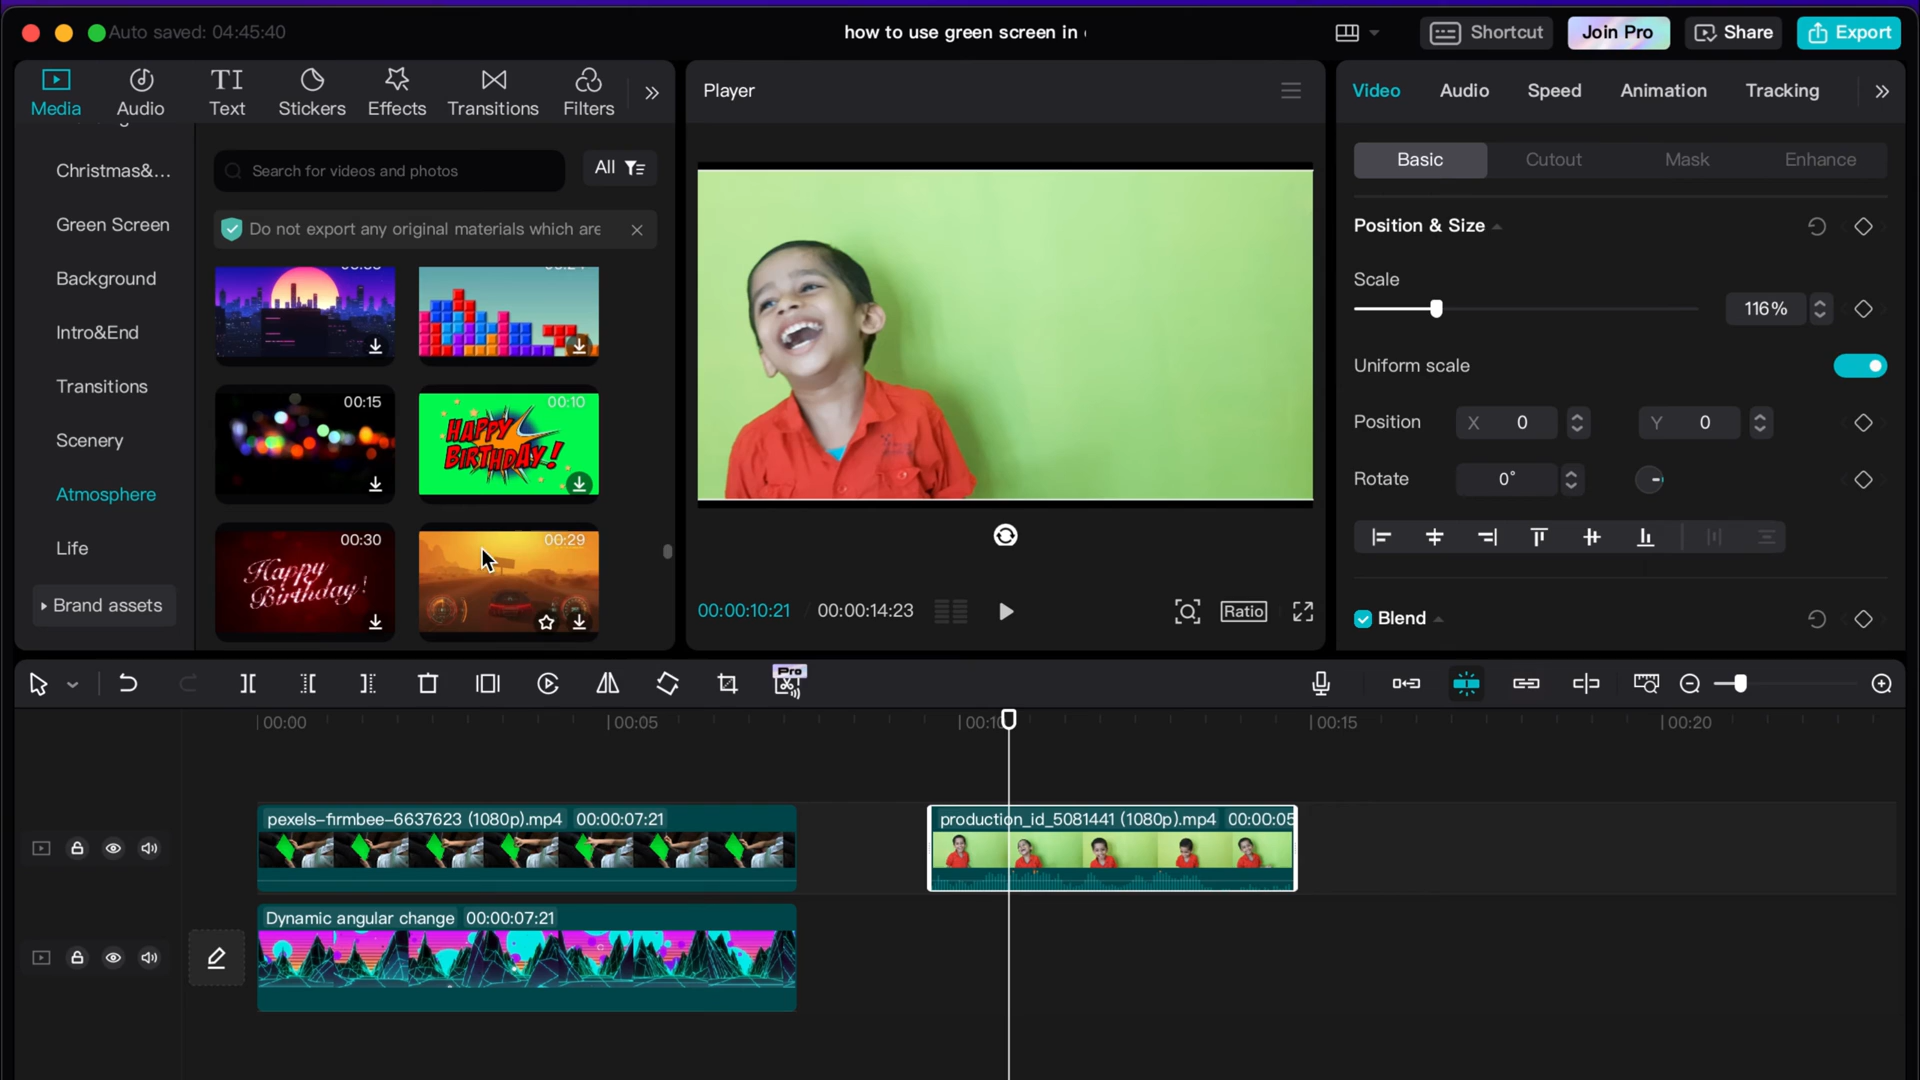 Auto saved: 04:45:40
how to use green screen in
Shortcut
Join Pro
Share
Export
Media
Audio
Text
Stickers
Effects
Transitions
Filters
Christmas&...
Green Screen
Background
Intro&End
Transitions
Scenery
Atmosphere
Life
Brand assets
Search for videos and photos
All
Do not export any original materials which are
00:15
00:10
HAPPY
BIRTHDAY!
00:30
Happy
Birthday!
00:29
Player
00:00:10:21
00:00:14:23
Ratio
Video
Audio
Speed
Animation
Tracking
Basic
Cutout
Mask
Enhance
Position & Size
Scale
116%
Uniform scale
Position
X 0
Y 0
Rotate
0°
Blend
Pro
00:00
00:05
00:10
00:15
00:20
pexels-firmbee-6637623 (1080p).mp4 00:00:07:21
production_id_5081441 (1080p).mp4 00:00:05
Dynamic angular change 00:00:07:21